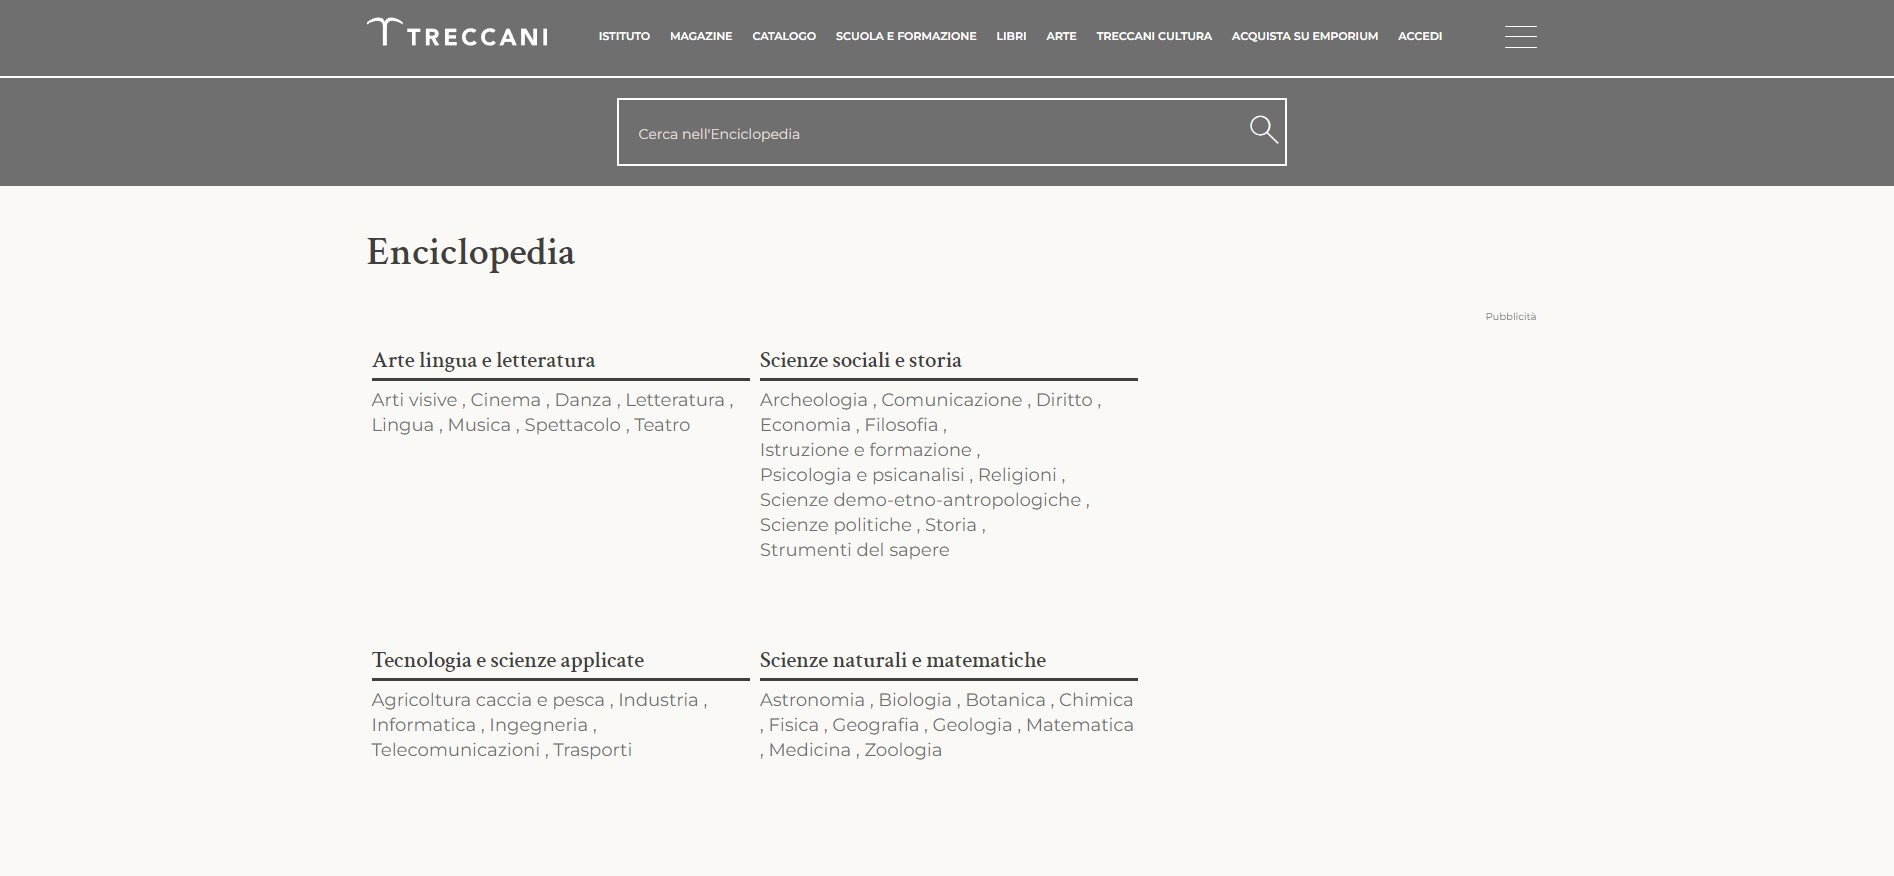 TRECCANI
ISTITUTO MAGAZINE CATALOGO SCUOLA E FORMAZIONE LIBRI ARTE TRECCANI CULTURA ACQUISTA SU EMPORIUM ACCEDI
Cerca nell'Enciclopedia
Enciclopedia
Pubblicità
Arte lingua e letteratura
Arti visive , Cinema , Danza , Letteratura ,
Lingua , Musica , Spettacolo , Teatro
Scienze sociali e storia
Archeologia , Comunicazione , Diritto ,
Economia , Filosofia ,
Istruzione e formazione ,
Psicologia e psicanalisi , Religioni ,
Scienze demo-etno-antropologiche ,
Scienze politiche , Storia ,
Strumenti del sapere
Tecnologia e scienze applicate
Agricoltura caccia e pesca , Industria ,
Informatica , Ingegneria ,
Telecomunicazioni , Trasporti
Scienze naturali e matematiche
Astronomia , Biologia , Botanica , Chimica
, Fisica , Geografia , Geologia , Matematica
, Medicina , Zoologia